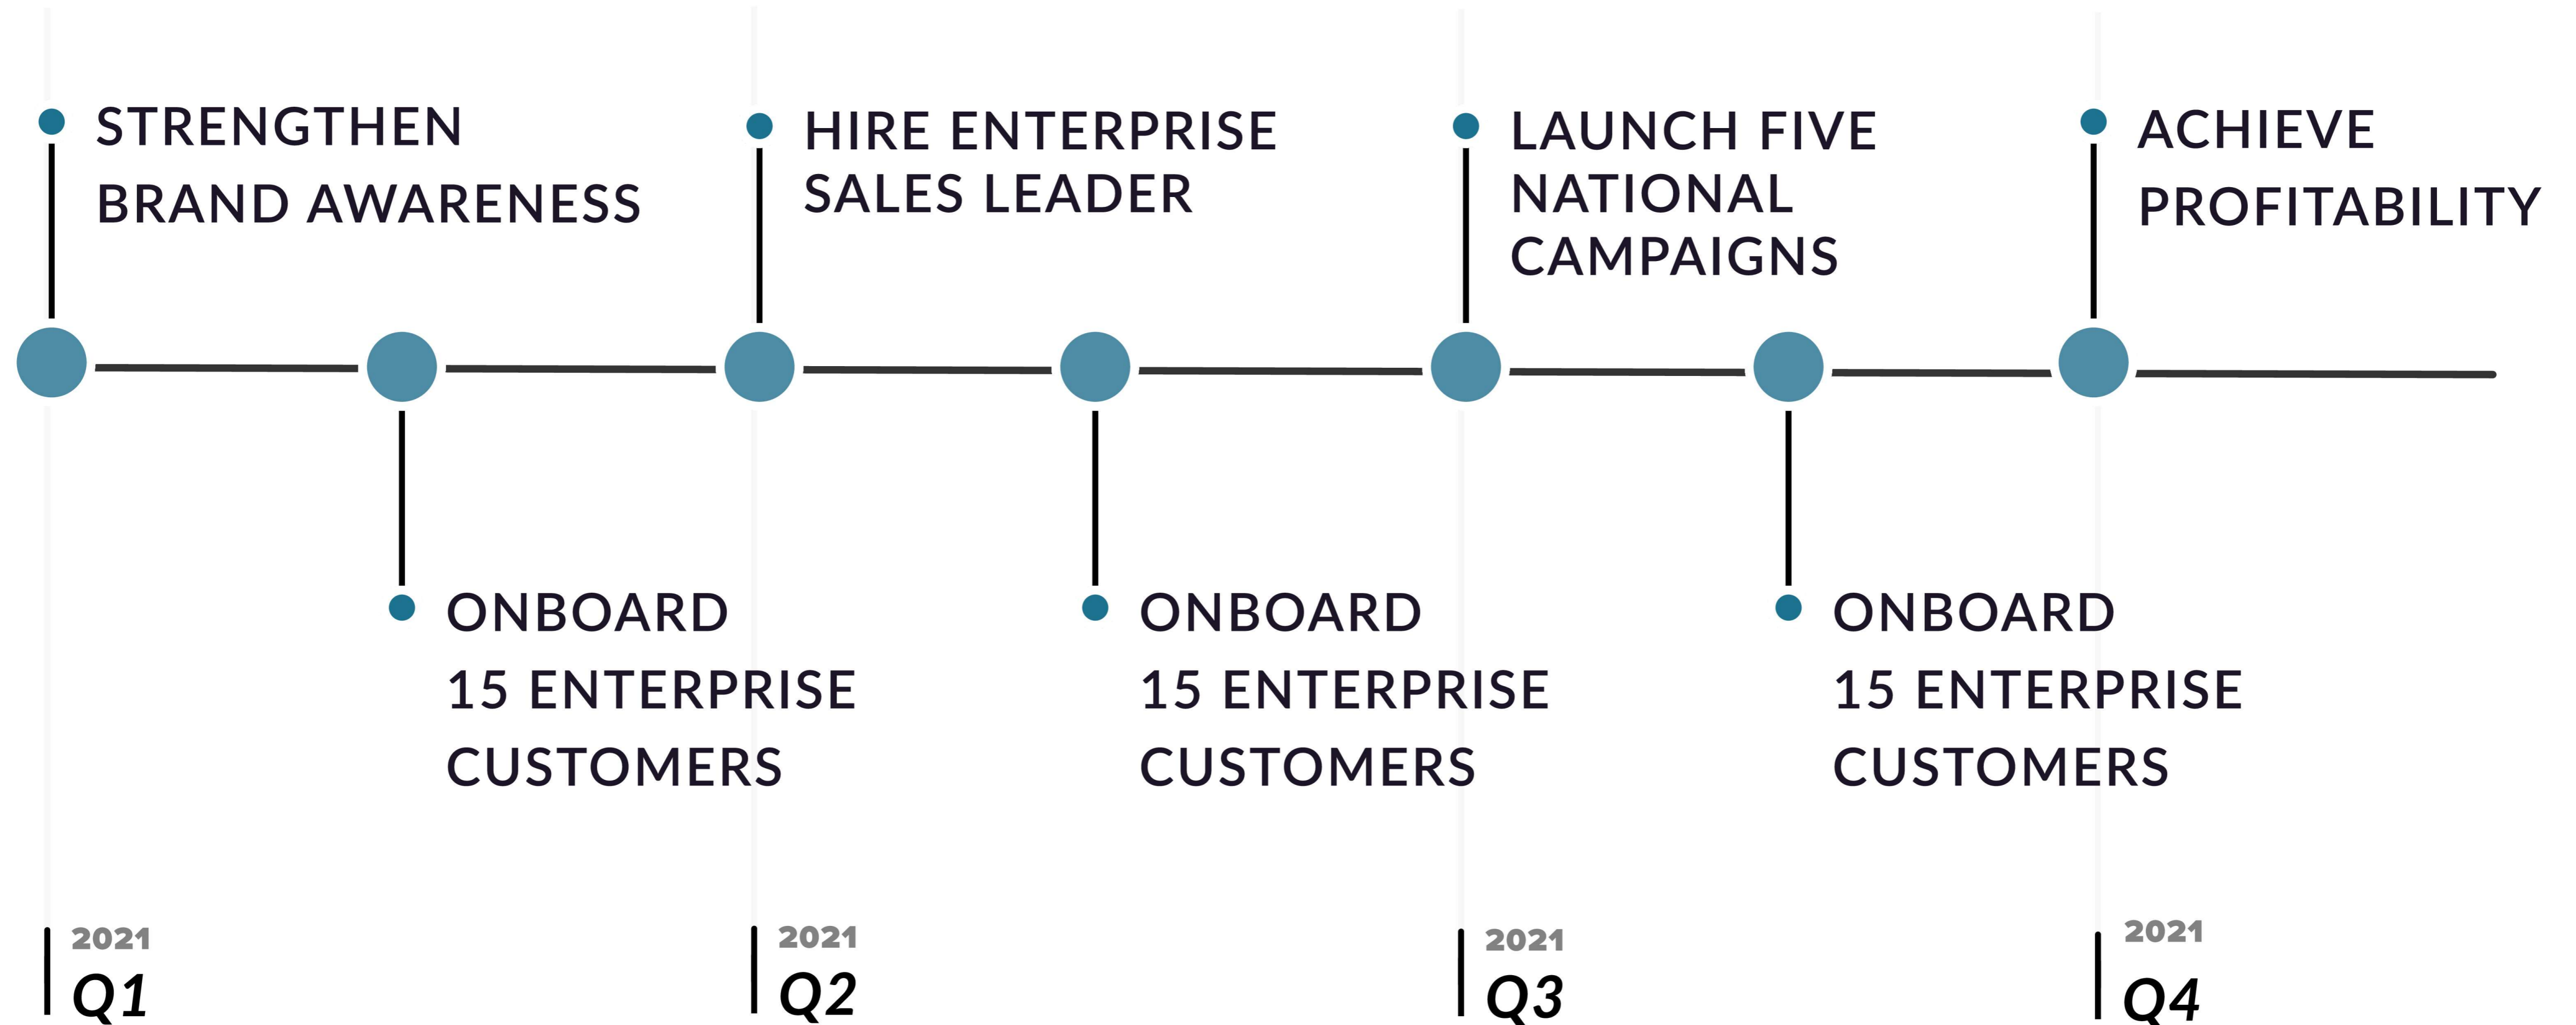 STRENGTHEN
BRAND AWARENESS
HIRE ENTERPRISE
SALES LEADER
LAUNCH FIVE
NATIONAL
CAMPAIGNS
ACHIEVE
PROFITABILITY
ONBOARD
15 ENTERPRISE
CUSTOMERS
ONBOARD
15 ENTERPRISE
CUSTOMERS
ONBOARD
15 ENTERPRISE
CUSTOMERS
2021
Q1
2021
Q2
2021
Q3
2021
Q4